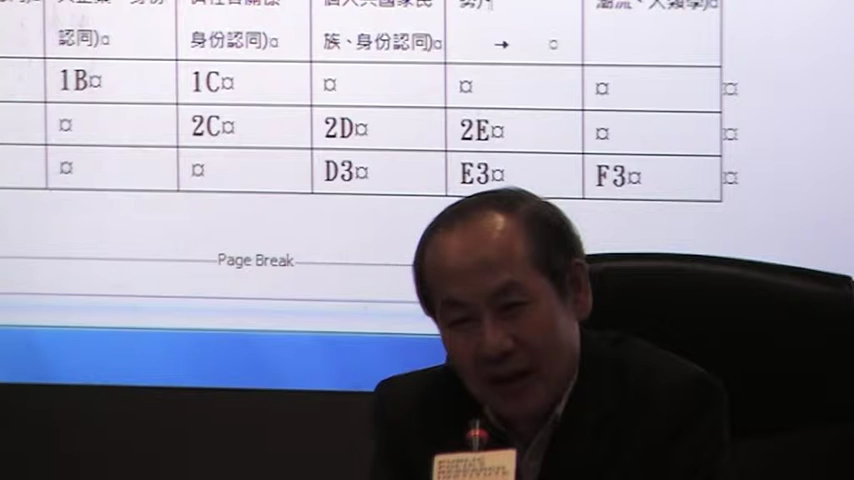 認同)¤ 身份認同)¤ 族、身份認同)¤ → ¤
1B¤ 1C¤ ¤ ¤ ¤ ¤
¤ 2C¤ 2D¤ 2E¤ ¤ ¤
¤ ¤ D3¤ E3¤ F3¤ ¤
Page Break